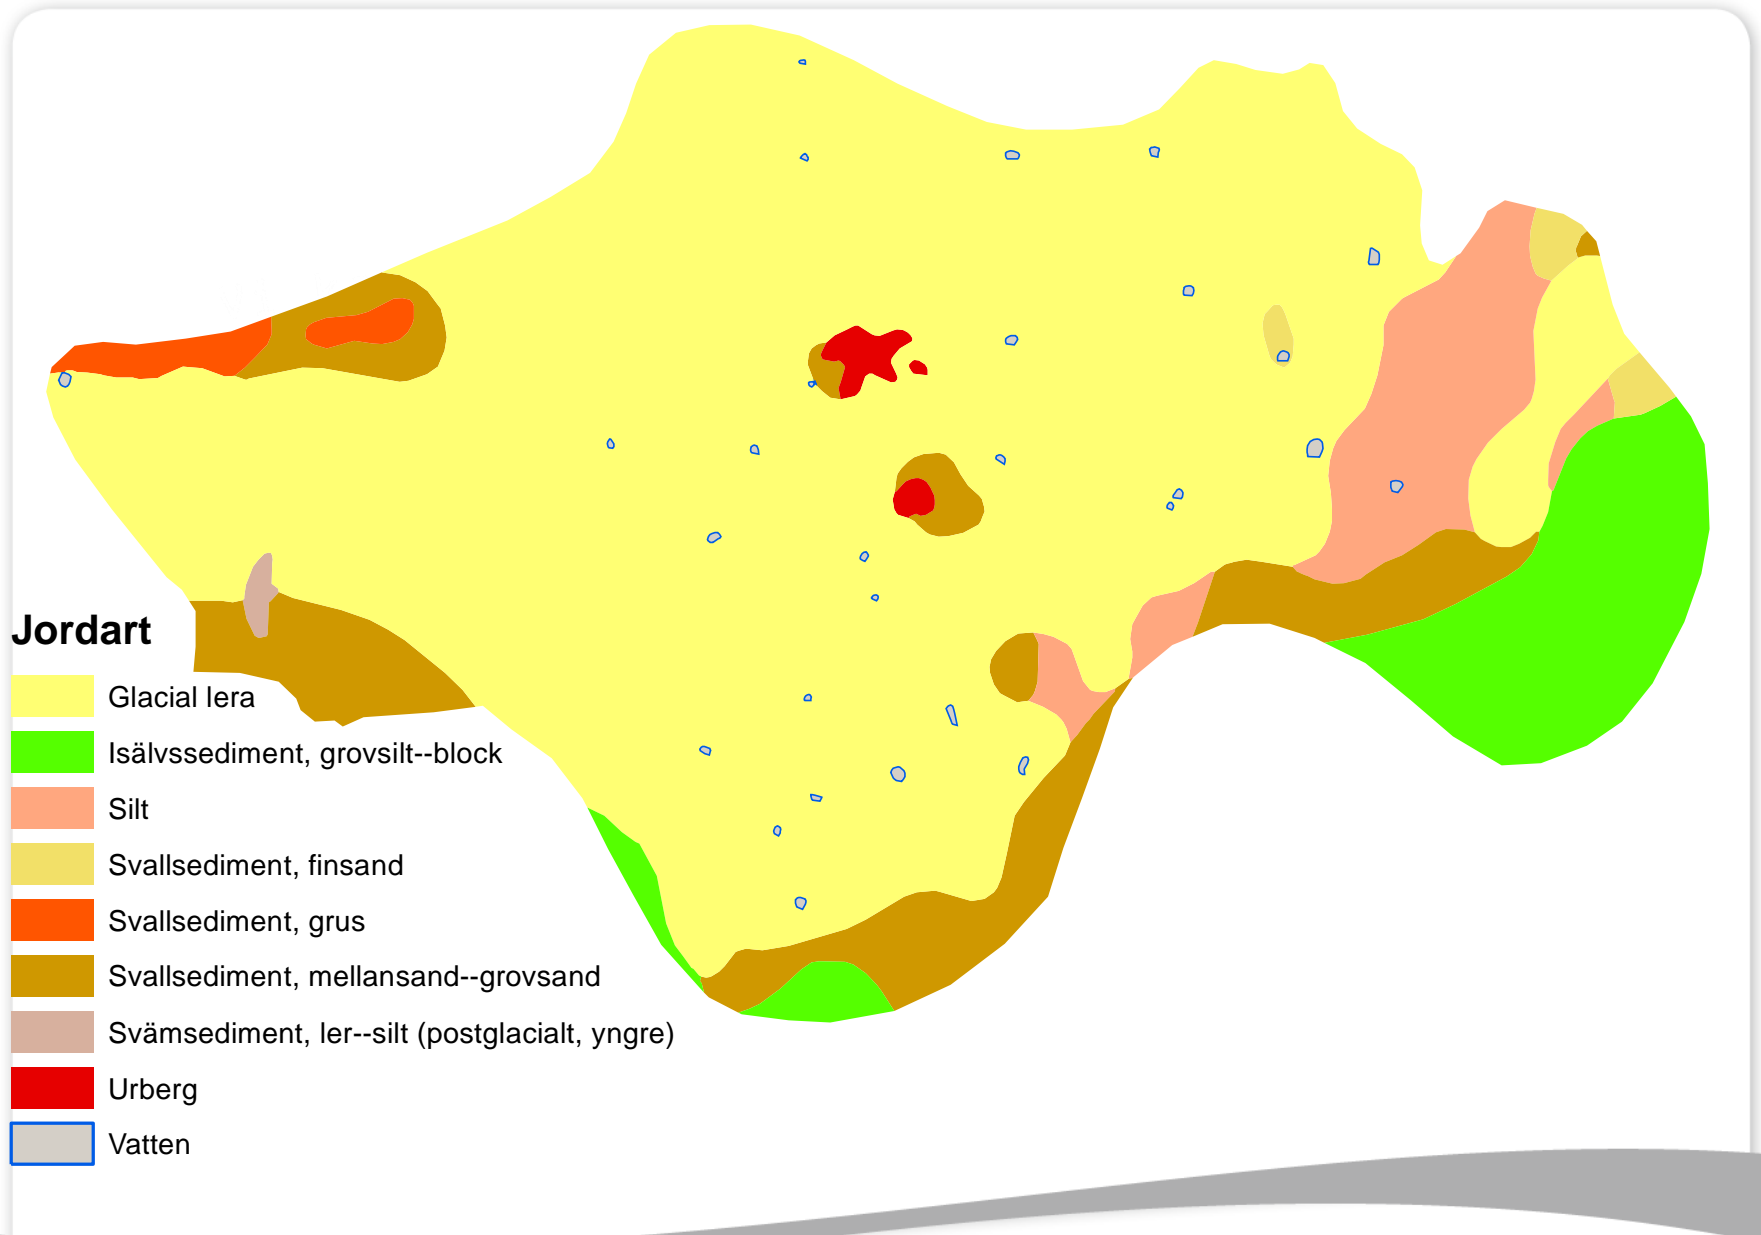 Jordart
Glacial lera
Isälvssediment, grovsilt--block
Silt
Svallsediment, finsand
Svallsediment, grus
Svallsediment, mellansand--grovsand
Svämsediment, ler--silt (postglacialt, yngre)
Urberg
Vatten